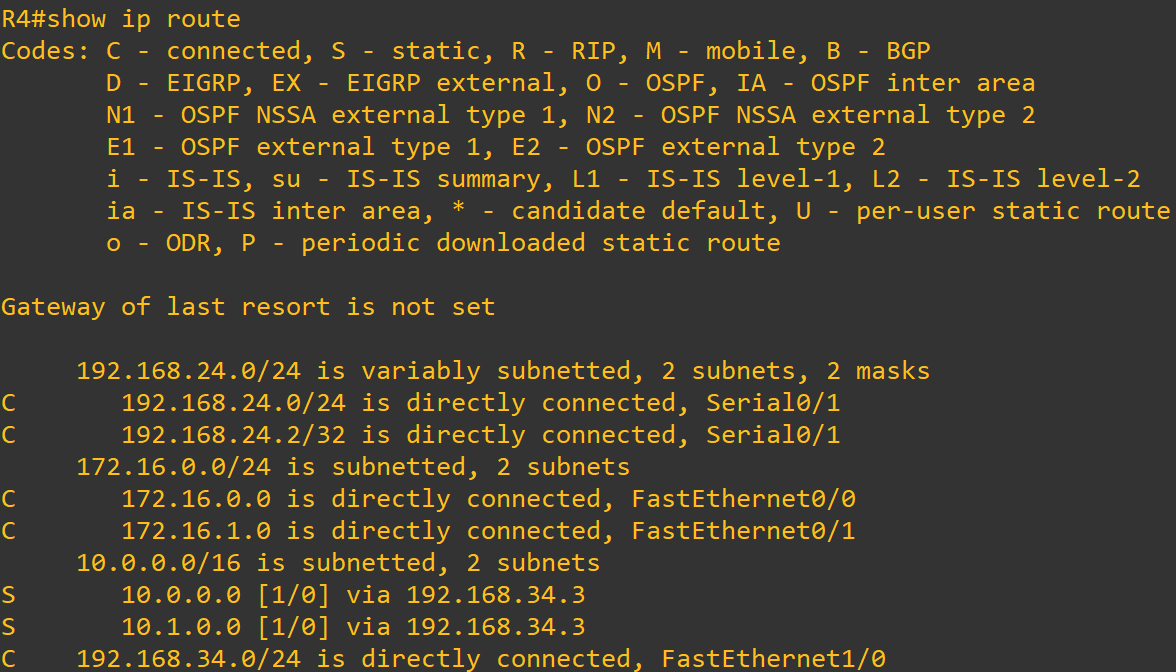 R4#show ip route
Codes: C - connected, S - static, R - RIP, M - mobile, B - BGP
       D - EIGRP, EX - EIGRP external, O - OSPF, IA - OSPF inter area
       N1 - OSPF NSSA external type 1, N2 - OSPF NSSA external type 2
       E1 - OSPF external type 1, E2 - OSPF external type 2
       i - IS-IS, su - IS-IS summary, L1 - IS-IS level-1, L2 - IS-IS level-2
       ia - IS-IS inter area, * - candidate default, U - per-user static route
       o - ODR, P - periodic downloaded static route

Gateway of last resort is not set

     192.168.24.0/24 is variably subnetted, 2 subnets, 2 masks
C       192.168.24.0/24 is directly connected, Serial0/1
C       192.168.24.2/32 is directly connected, Serial0/1
     172.16.0.0/24 is subnetted, 2 subnets
C       172.16.0.0 is directly connected, FastEthernet0/0
C       172.16.1.0 is directly connected, FastEthernet0/1
     10.0.0.0/16 is subnetted, 2 subnets
S       10.0.0.0 [1/0] via 192.168.34.3
S       10.1.0.0 [1/0] via 192.168.34.3
C    192.168.34.0/24 is directly connected, FastEthernet1/0